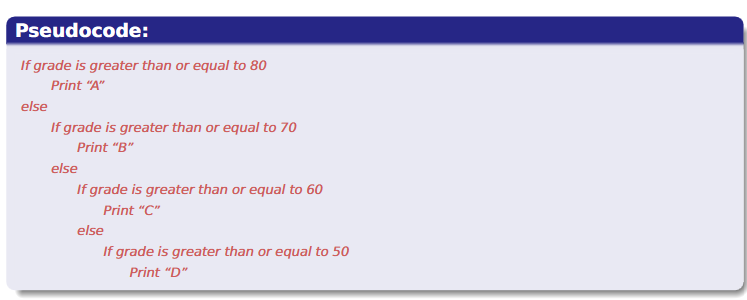 Pseudocode:
If grade is greater than or equal to 80
Print “A”
else
If grade is greater than or equal to 70
Print “B”
else
If grade is greater than or equal to 60
Print “C”
else
If grade is greater than or equal to 50
Print “D”